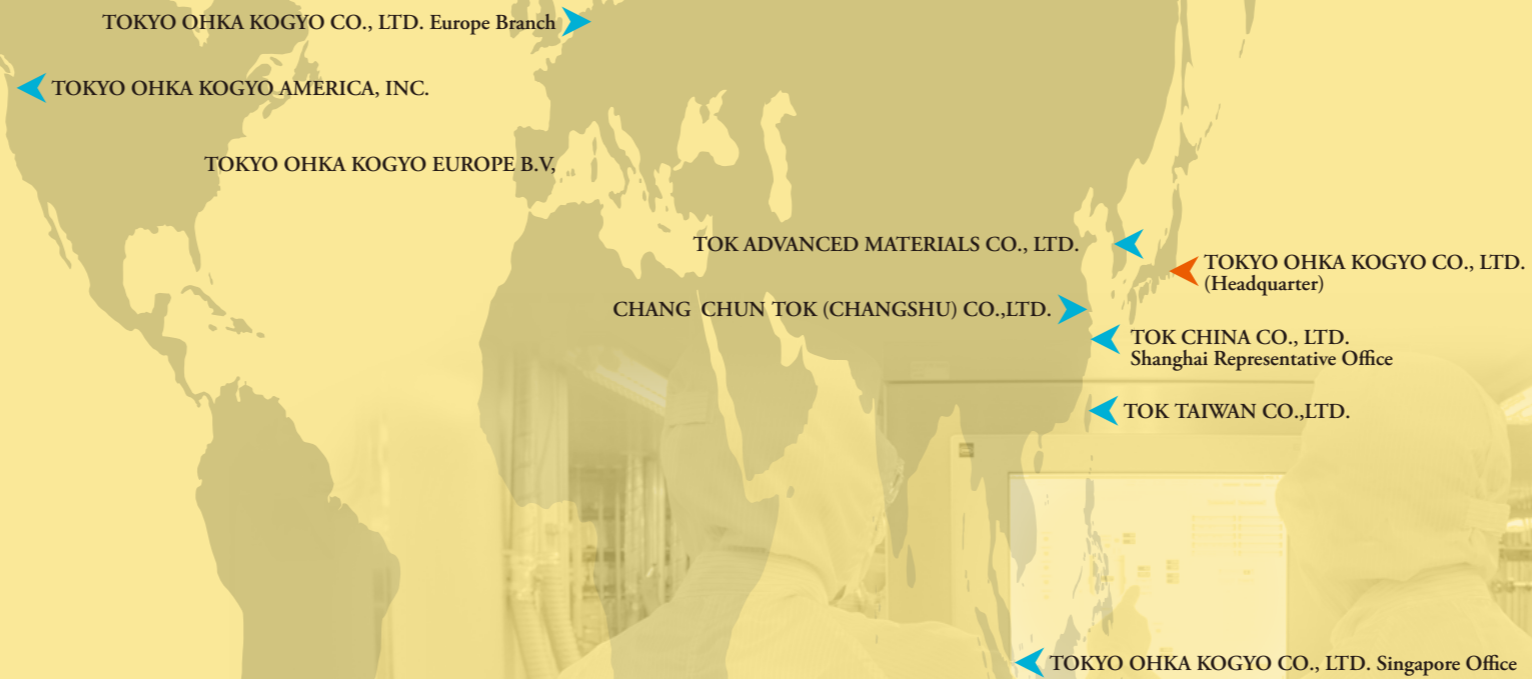 TOKYO OHKA KOGYO CO., LTD. Europe Branch
TOKYO OHKA KOGYO AMERICA, INC.
TOKYO OHKA KOGYO EUROPE B.V,
TOK ADVANCED MATERIALS CO., LTD.
TOKYO OHKA KOGYO CO., LTD.
(Headquarter)
CHANG CHUN TOK (CHANGSHU) CO.,LTD.
TOK CHINA CO., LTD.
Shanghai Representative Office
TOK TAIWAN CO.,LTD.
TOKYO OHKA KOGYO CO., LTD. Singapore Office